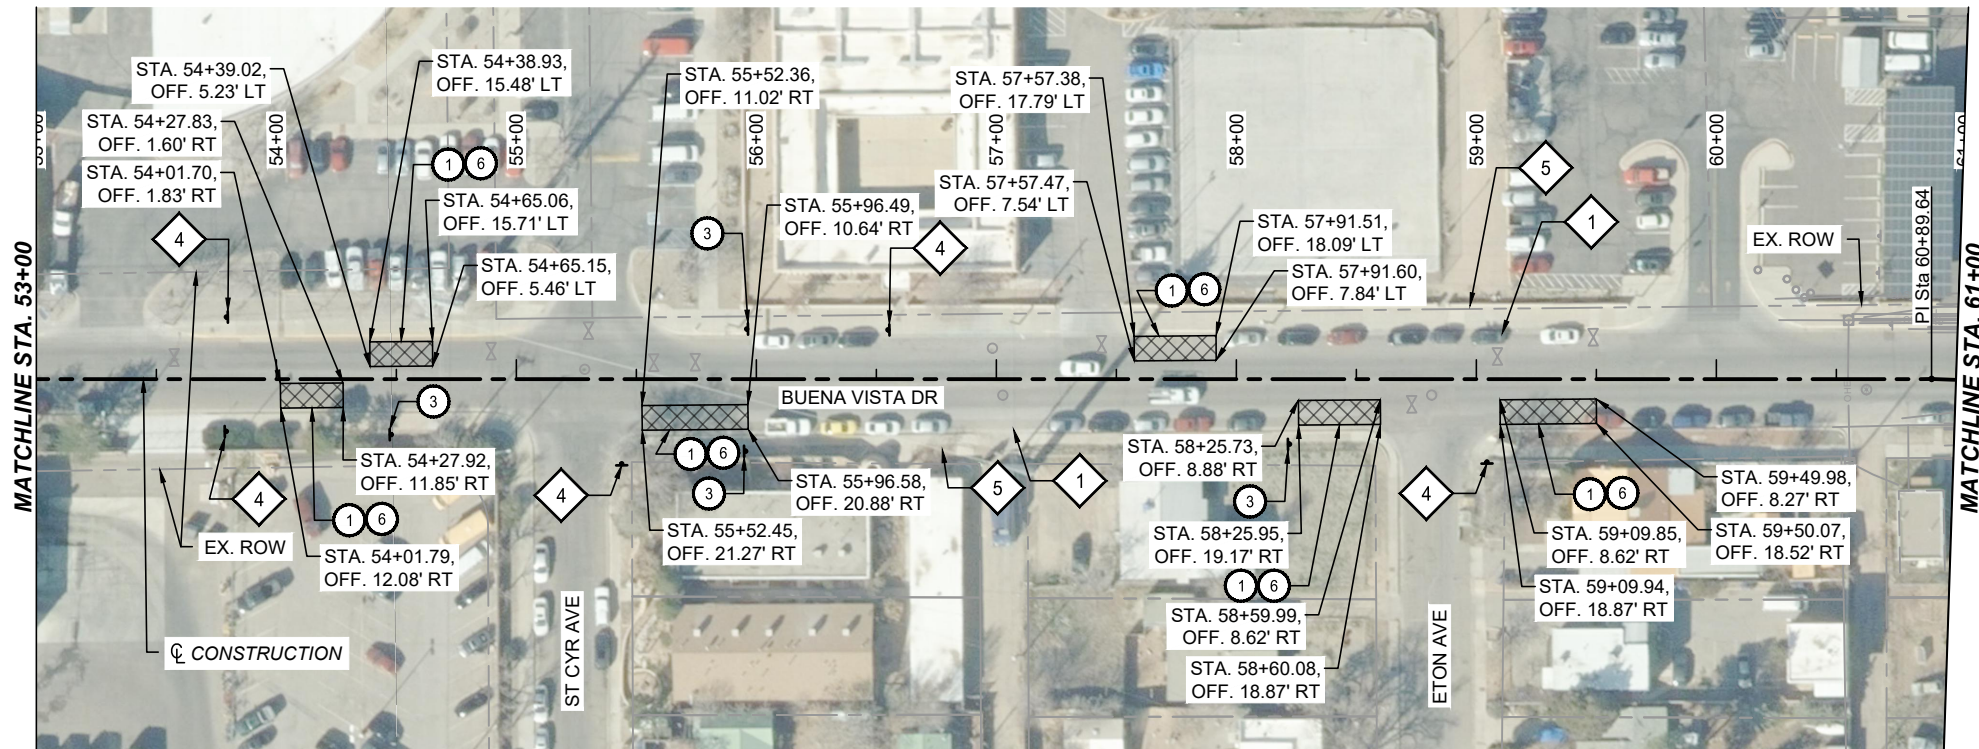 MATCHLINE STA. 53+00
STA. 54+39.02,
OFF. 5.23' LT
STA. 54+27.83,
OFF. 1.60' RT
STA. 54+01.70,
OFF. 1.83' RT
4
54+00
STA. 54+38.93,
OFF. 15.48' LT
1 6
55+00
STA. 54+65.06,
OFF. 15.71' LT
STA. 54+65.15,
OFF. 5.46' LT
STA. 55+52.36,
OFF. 11.02' RT
56+00
3
STA. 55+96.49,
OFF. 10.64' RT
4
STA. 57+57.38,
OFF. 17.79' LT
57+00
STA. 57+57.47,
OFF. 7.54' LT
1 6
58+00
STA. 57+91.51,
OFF. 18.09' LT
STA. 57+91.60,
OFF. 7.84' LT
59+00
5
1
60+00
EX. ROW
PI Sta 60+89.64
61+00
MATCHLINE STA. 61+00
BUENA VISTA DR
3
STA. 54+27.92,
OFF. 11.85' RT
4
1 6
EX. ROW
STA. 54+01.79,
OFF. 12.08' RT
℄ CONSTRUCTION
4
ST CYR AVE
1 6
3
STA. 55+96.58,
OFF. 20.88' RT
STA. 55+52.45,
OFF. 21.27' RT
5
1
STA. 58+25.73,
OFF. 8.88' RT
3
STA. 58+25.95,
OFF. 19.17' RT
1 6
STA. 58+59.99,
OFF. 8.62' RT
STA. 58+60.08,
OFF. 18.87' RT
4
ETON AVE
1 6
STA. 59+49.98,
OFF. 8.27' RT
STA. 59+09.85,
OFF. 8.62' RT
STA. 59+50.07,
OFF. 18.52' RT
STA. 59+09.94,
OFF. 18.87' RT